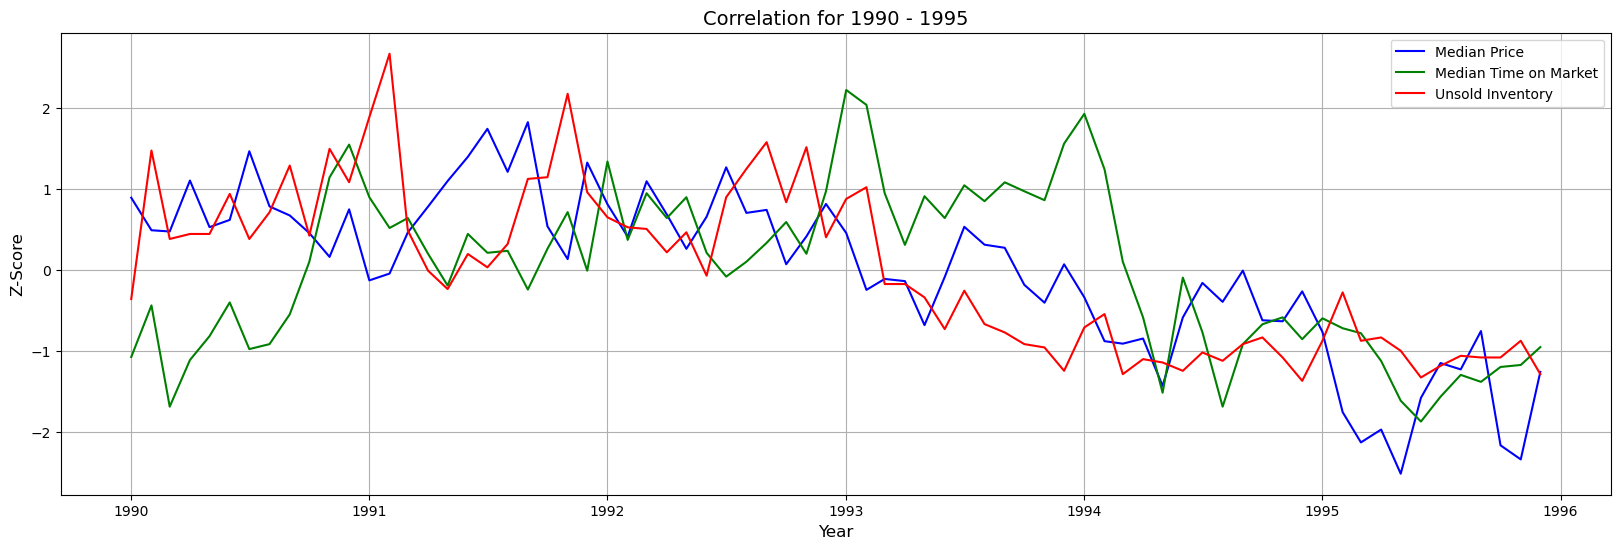 Correlation for 1990 - 1995
Median Price
Median Time on Market
Unsold Inventory
Z-Score
2
1
0
−1
−2
1990 1991 1992 1993 1994 1995 1996
Year